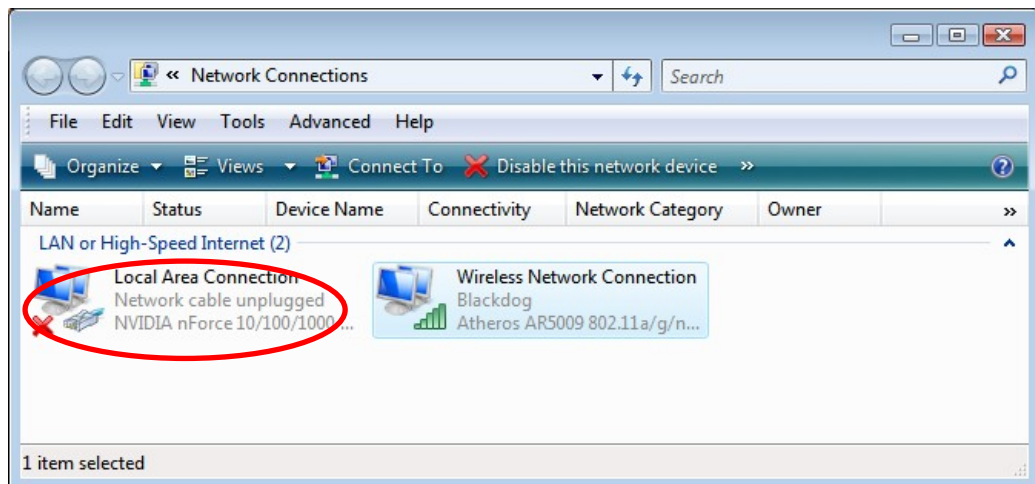 « Network Connections
Search
File Edit View Tools Advanced Help
Organize Views Connect To Disable this network device »
Name Status Device Name Connectivity Network Category Owner »
LAN or High-Speed Internet (2)
Local Area Connection
Network cable unplugged
NVIDIA nForce 10/100/1000 ...
Wireless Network Connection
Blackdog
Atheros AR5009 802.11a/g/n...
1 item selected